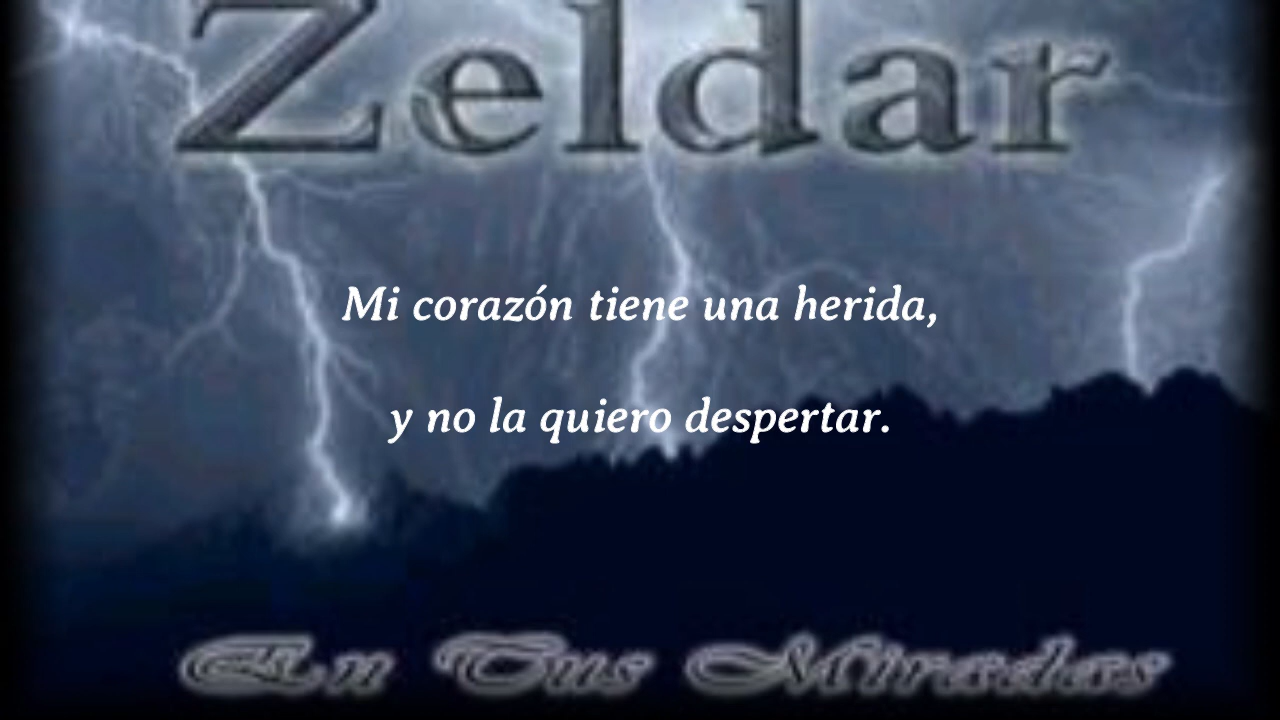 Zeldar
Mi corazón tiene una herida,
y no la quiero despertar.
En Tus Miradas